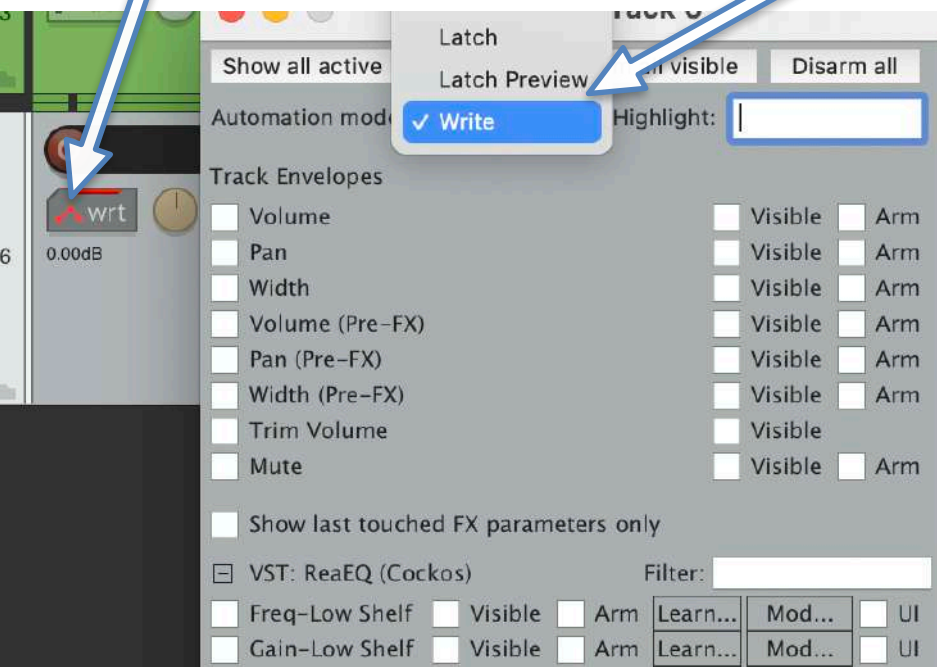 3
Latch
Show all active
Latch Preview
visible
Disarm all
Automation mod
✓ Write
Highlight:
Track Envelopes
wrt
Volume
Visible
Arm
6
0.00dB
Pan
Visible
Arm
Width
Visible
Arm
Volume (Pre-FX)
Visible
Arm
Pan (Pre-FX)
Visible
Arm
Width (Pre-FX)
Visible
Arm
Trim Volume
Visible
Mute
Visible
Arm
Show last touched FX parameters only
VST: ReaEQ (Cockos)
Filter:
Freq-Low Shelf
Visible
Arm
Learn...
Mod...
UI
Gain-Low Shelf
Visible
Arm
Learn...
Mod...
UI